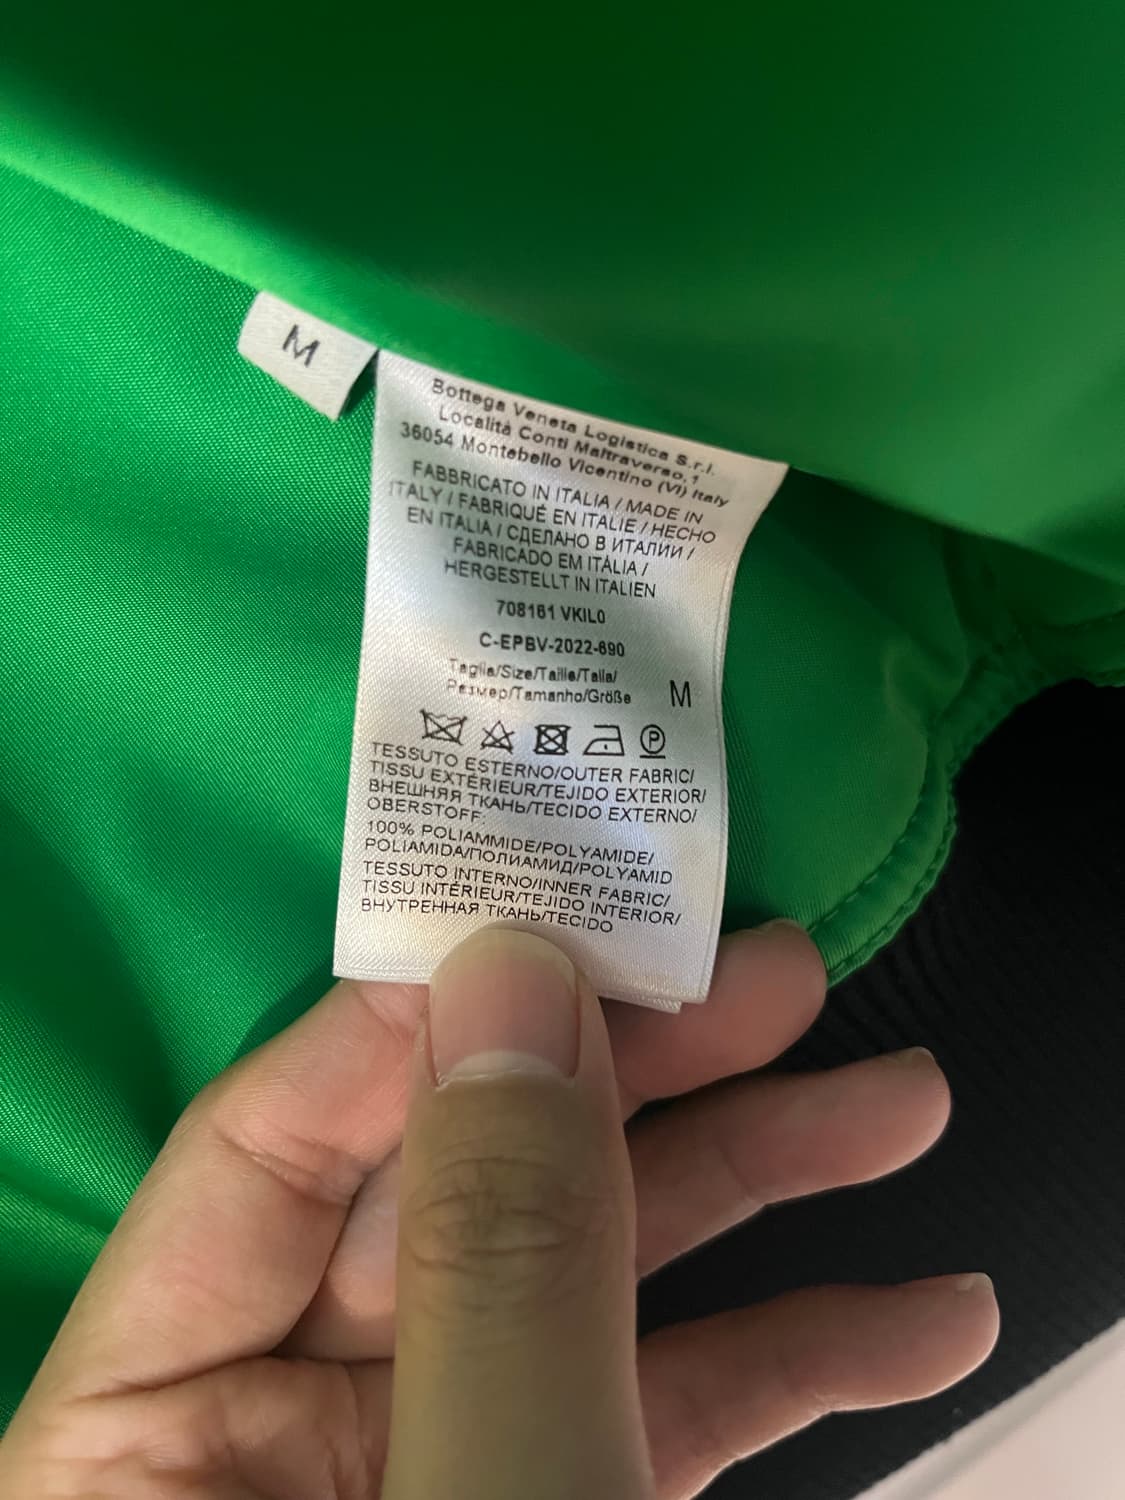 M
Bottega Veneta Logistica S.r.l.
Località Conti Maltraverso,1
36054 Montebello Vicentino (VI) Italy
FABBRICATO IN ITALIA / MADE IN
ITALY / FABRIQUÉ EN ITALIE / HECHO
EN ITALIA / СДЕЛАНО В ИТАЛИИ /
FABRICADO EM ITÀLIA /
HERGESTELLT IN ITALIEN
708161 VKIL0
C-EPBV-2022-690
Taglia/Size/Taille/Talla/
Размер/Tamanho/Größe M
P
TESSUTO ESTERNO/OUTER FABRIC/
TISSU EXTÉRIEUR/TEJIDO EXTERIOR/
ВНЕШНЯЯ ТКАНЬ/TECIDO EXTERNO/
OBERSTOFF:
100% POLIAMMIDE/POLYAMIDE/
POLIAMIDA/ПОЛИАМИД/POLYAMID
TESSUTO INTERNO/INNER FABRIC/
TISSU INTÉRIEUR/TEJIDO INTERIOR/
ВНУТРЕННАЯ ТКАНЬ/TECIDO